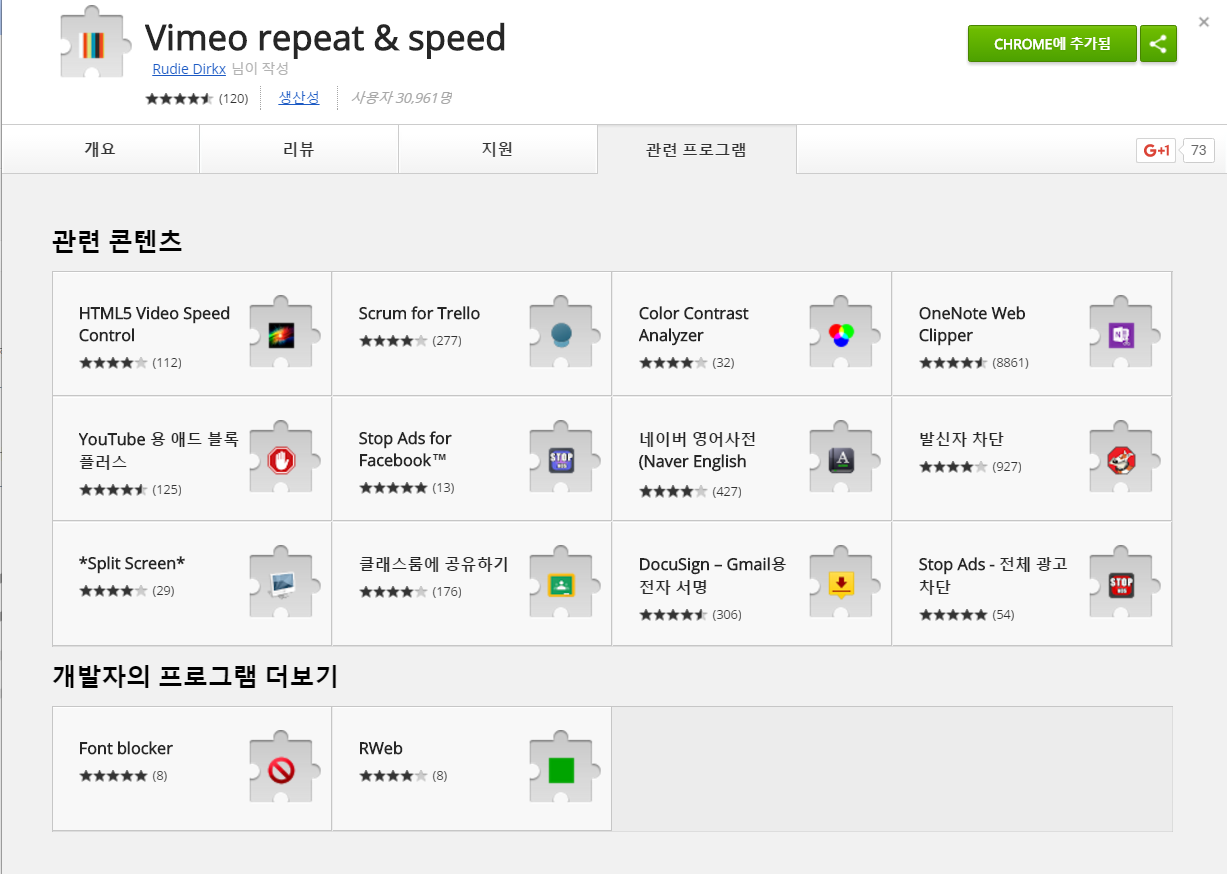 Vimeo repeat & speed
Rudie Dirkx 님이 작성
(120) 생산성 사용자 30,961명
CHROME에 추가됨
개요 리뷰 지원 관련 프로그램
G+1 73
관련 콘텐츠
HTML5 Video Speed
Control
(112)
Scrum for Trello
(277)
Color Contrast
Analyzer
(32)
OneNote Web
Clipper
(8861)
N
YouTube 용 애드 블록
플러스
(125)
Stop Ads for
Facebook™
(13)
STOP
네이버 영어사전
(Naver English
(427)
A
발신자 차단
(927)
*Split Screen*
(29)
클래스룸에 공유하기
(176)
DocuSign – Gmail용
전자 서명
(306)
Stop Ads - 전체 광고
차단
(54)
STOP
개발자의 프로그램 더보기
Font blocker
(8)
RWeb
(8)